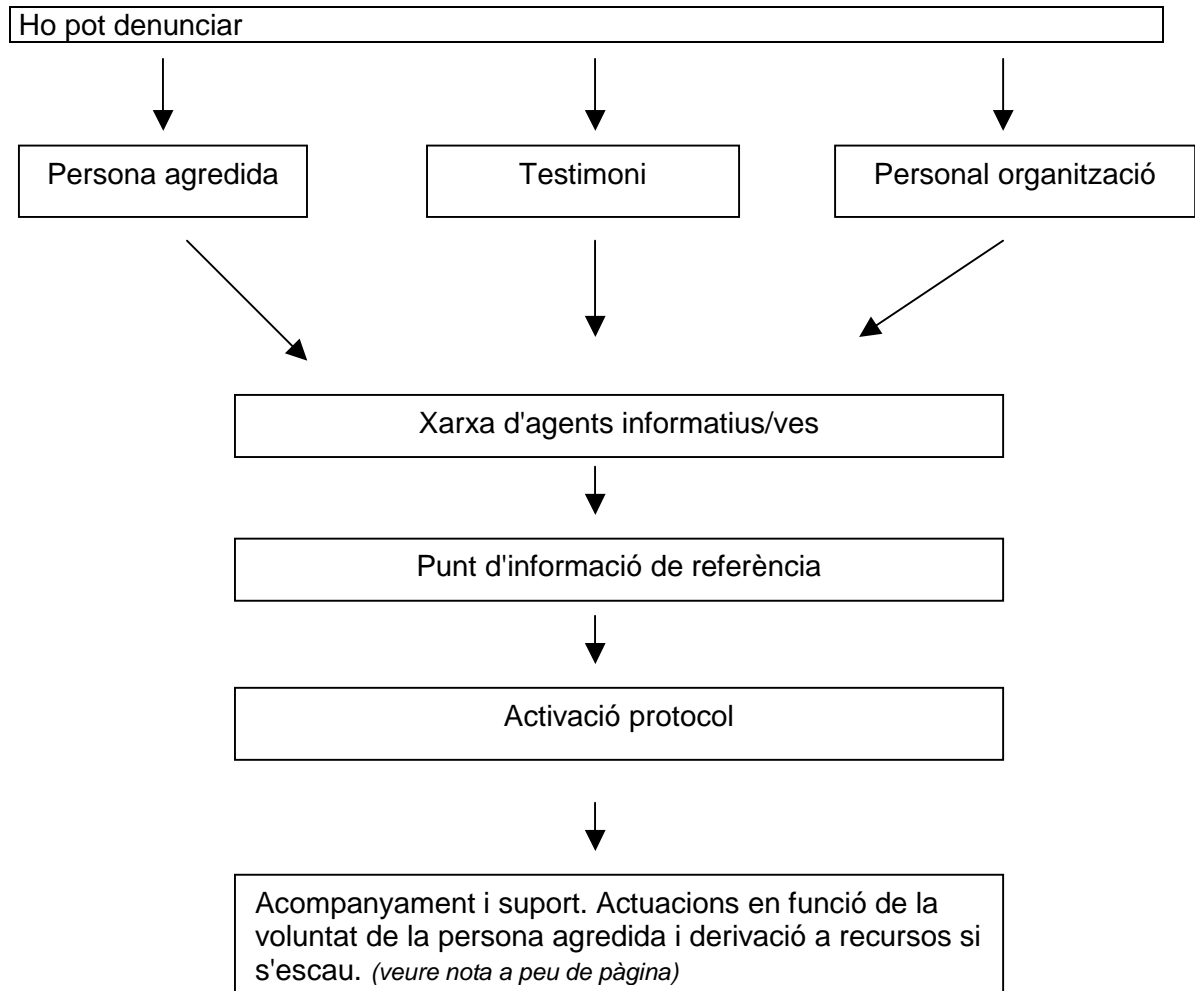 Ho pot denunciar
Persona agredida
Testimoni
Personal organització
Xarxa d'agents informatius/ves
Punt d'informació de referència
Activació protocol
Acompanyament i suport. Actuacions en funció de la
voluntat de la persona agredida i derivació a recursos si
s'escau. (veure nota a peu de pàgina)